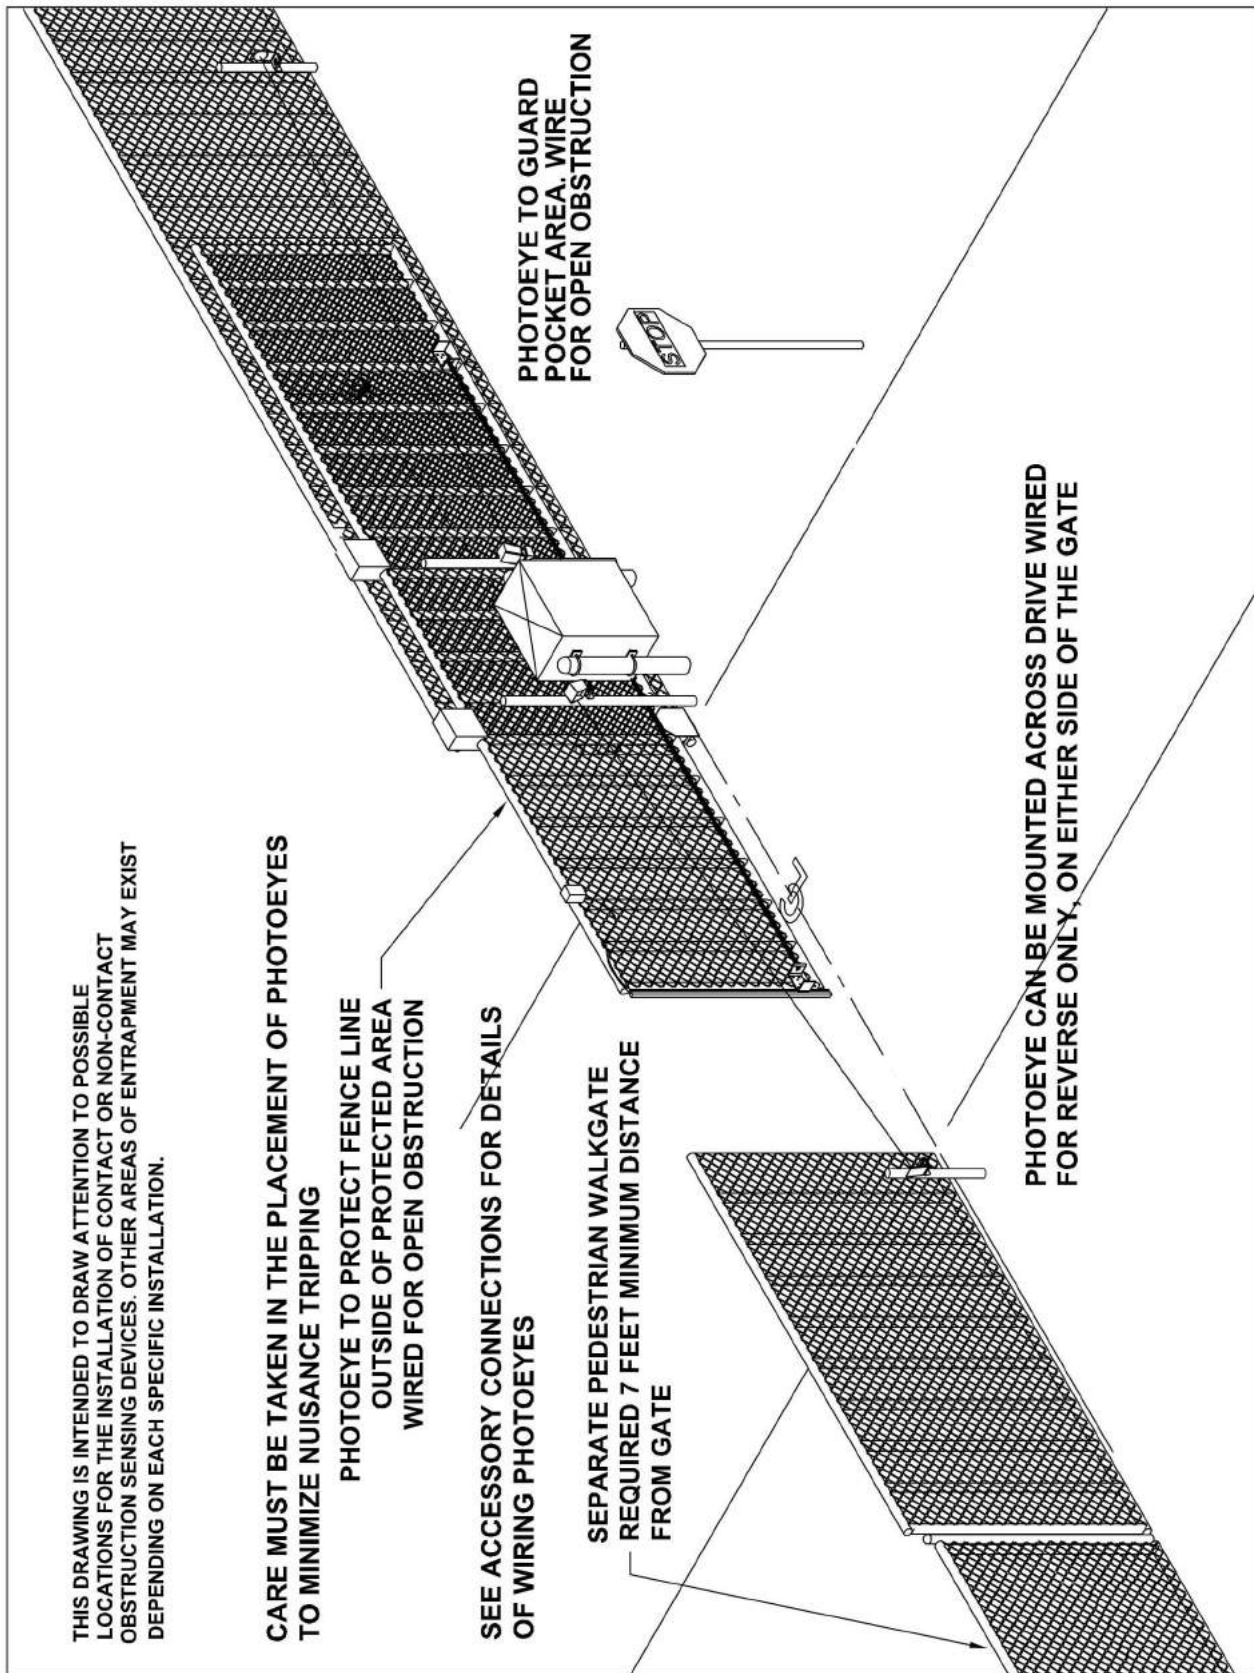 THIS DRAWING IS INTENDED TO DRAW ATTENTION TO POSSIBLE
LOCATIONS FOR THE INSTALLATION OF CONTACT OR NON-CONTACT
OBSTRUCTION SENSING DEVICES. OTHER AREAS OF ENTRAPMENT MAY EXIST
DEPENDING ON EACH SPECIFIC INSTALLATION.
CARE MUST BE TAKEN IN THE PLACEMENT OF PHOTOEYES
TO MINIMIZE NUISANCE TRIPPING
PHOTOEYE TO PROTECT FENCE LINE
OUTSIDE OF PROTECTED AREA
WIRED FOR OPEN OBSTRUCTION
SEE ACCESSORY CONNECTIONS FOR DETAILS
OF WIRING PHOTOEYES
SEPARATE PEDESTRIAN WALKGATE
REQUIRED 7 FEET MINIMUM DISTANCE
FROM GATE
PHOTOEYE TO GUARD
POCKET AREA. WIRE
FOR OPEN OBSTRUCTION
STOP
PHOTOEYE CAN BE MOUNTED ACROSS DRIVE WIRED
FOR REVERSE ONLY, ON EITHER SIDE OF THE GATE